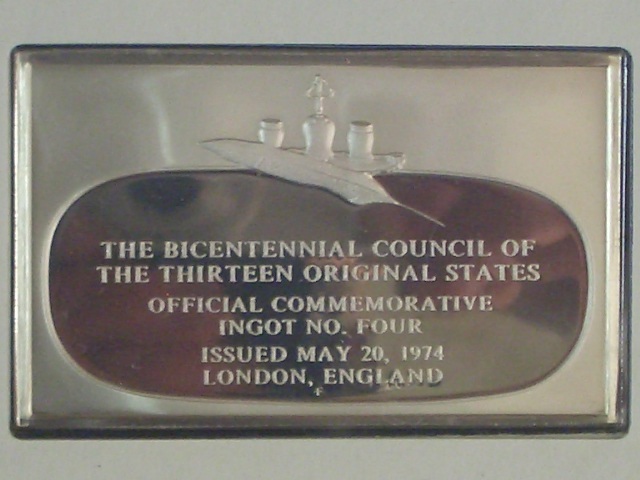 THE BICENTENNIAL COUNCIL OF
THE THIRTEEN ORIGINAL STATES
OFFICIAL COMMEMORATIVE
INGOT NO. FOUR
ISSUED MAY 20, 1974
LONDON, ENGLAND